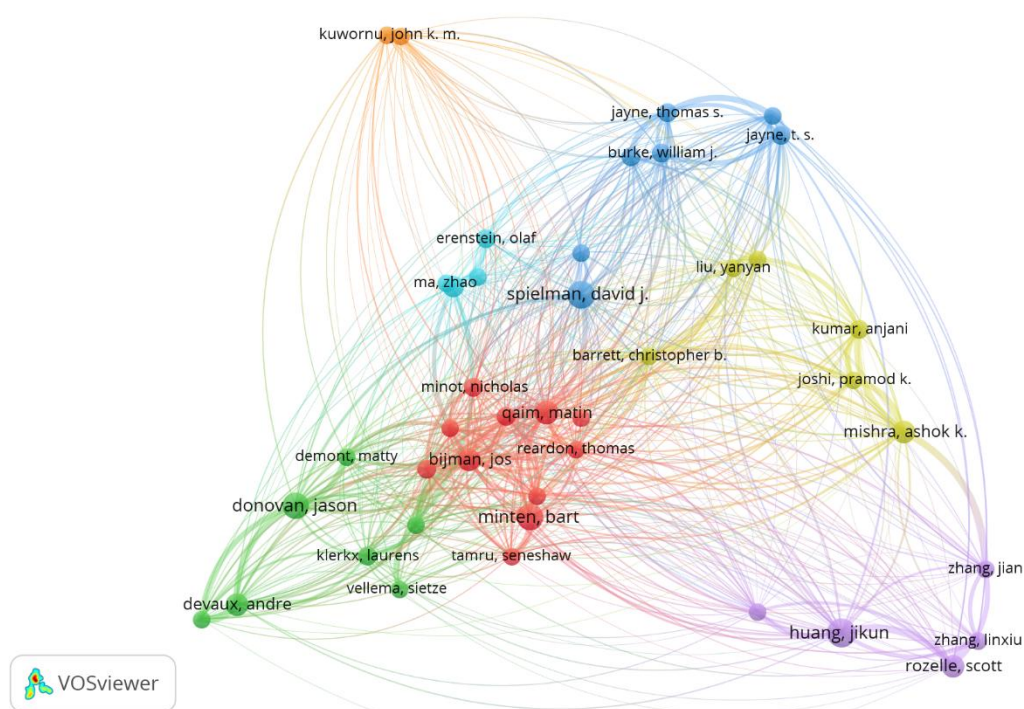 kuwornu, john k. m.
jayne, thomas s.
jayne, t. s.
burke, william j.
erenstein, olaf
liu, yanyan
ma, zhao
spielman, david j.
kumar, anjani
barrett, christopher b.
joshi, pramod k.
minot, nicholas
qaim, matin
mishra, ashok k.
reardon, thomas
demont, matty
bijman, jos
donovan, jason
minten, bart
klerkx, laurens
tamru, seneshaw
zhang, jian
vellema, sietze
devaux, andre
huang, jikun
zhang, linxiu
rozelle, scott
VOSviewer